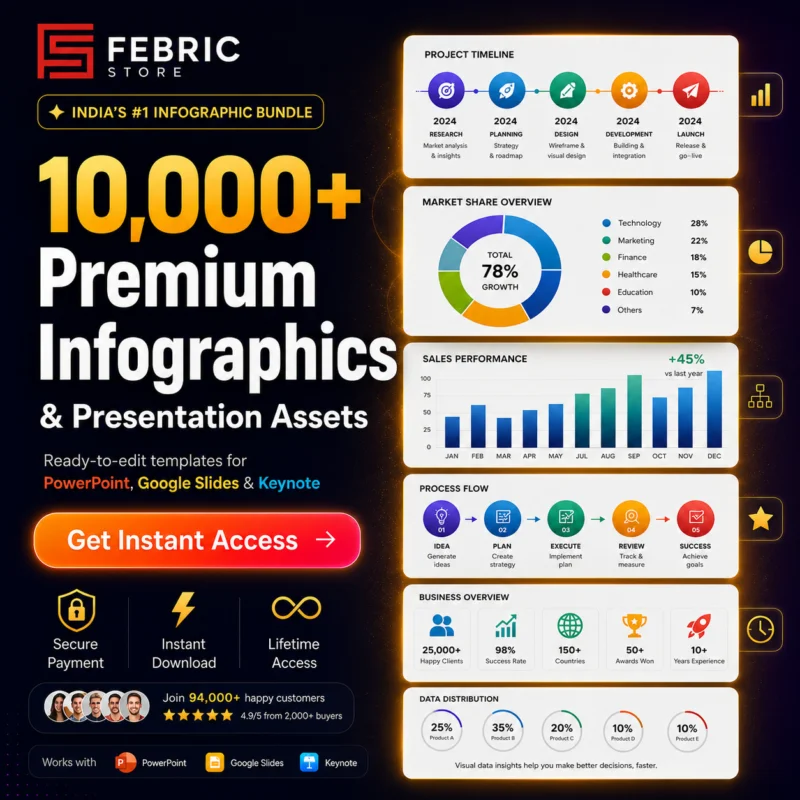 FEBRIC
STORE
INDIA'S #1 INFOGRAPHIC BUNDLE
10,000+
Premium
Infographics
& Presentation Assets
Ready-to-edit templates for
PowerPoint, Google Slides & Keynote
Get Instant Access
Secure
Payment
Instant
Download
Lifetime
Access
Join 94,000+ happy customers
4.9/5 from 2,000+ buyers
Works with
PowerPoint
Google Slides
Keynote
PROJECT TIMELINE
2024
RESEARCH
Market analysis
& insights
2024
PLANNING
Strategy
& roadmap
2024
DESIGN
Wireframe &
visual design
2024
DEVELOPMENT
Building &
integration
2024
LAUNCH
Release &
go-live
MARKET SHARE OVERVIEW
TOTAL
78%
GROWTH
Technology 28%
Marketing 22%
Finance 18%
Healthcare 15%
Education 10%
Others 7%
SALES PERFORMANCE
+45%
vs last year
100
75
50
25
0
JAN FEB MAR APR MAY JUL AUG SEP OCT NOV DEC
PROCESS FLOW
01
IDEA
Generate
ideas
02
PLAN
Create
strategy
03
EXECUTE
Implement
plan
04
REVIEW
Track &
measure
05
SUCCESS
Achieve
goals
BUSINESS OVERVIEW
25,000+
Happy Clients
98%
Success Rate
150+
Countries
50+
Awards Won
10+
Years Experience
DATA DISTRIBUTION
25%
Product A
35%
Product B
20%
Product C
10%
Product D
10%
Product E
Visual data insights help you make better decisions, faster.